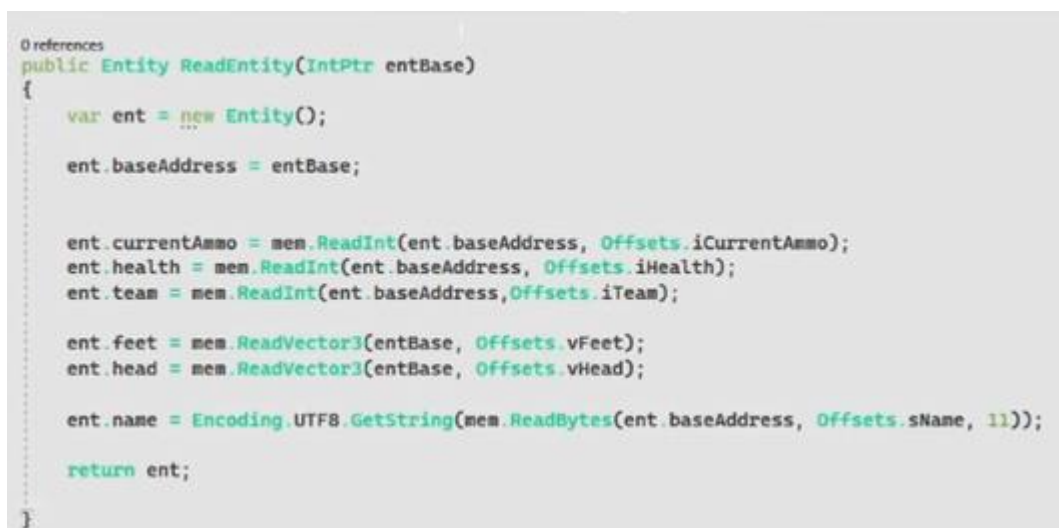 0 references
public Entity ReadEntity(IntPtr entBase)
{
var ent = new Entity();
ent.baseAddress = entBase;
ent.currentAmmo = mem.ReadInt(ent.baseAddress, Offsets.iCurrentAmmo);
ent.health = mem.ReadInt(ent.baseAddress, Offsets.iHealth);
ent.team = mem.ReadInt(ent.baseAddress,Offsets.iTeam);
ent.feet = mem.ReadVector3(entBase, Offsets.vFeet);
ent.head = mem.ReadVector3(entBase, Offsets.vHead);
ent.name = Encoding.UTF8.GetString(mem.ReadBytes(ent.baseAddress, Offsets.sName, 11));
return ent;
}